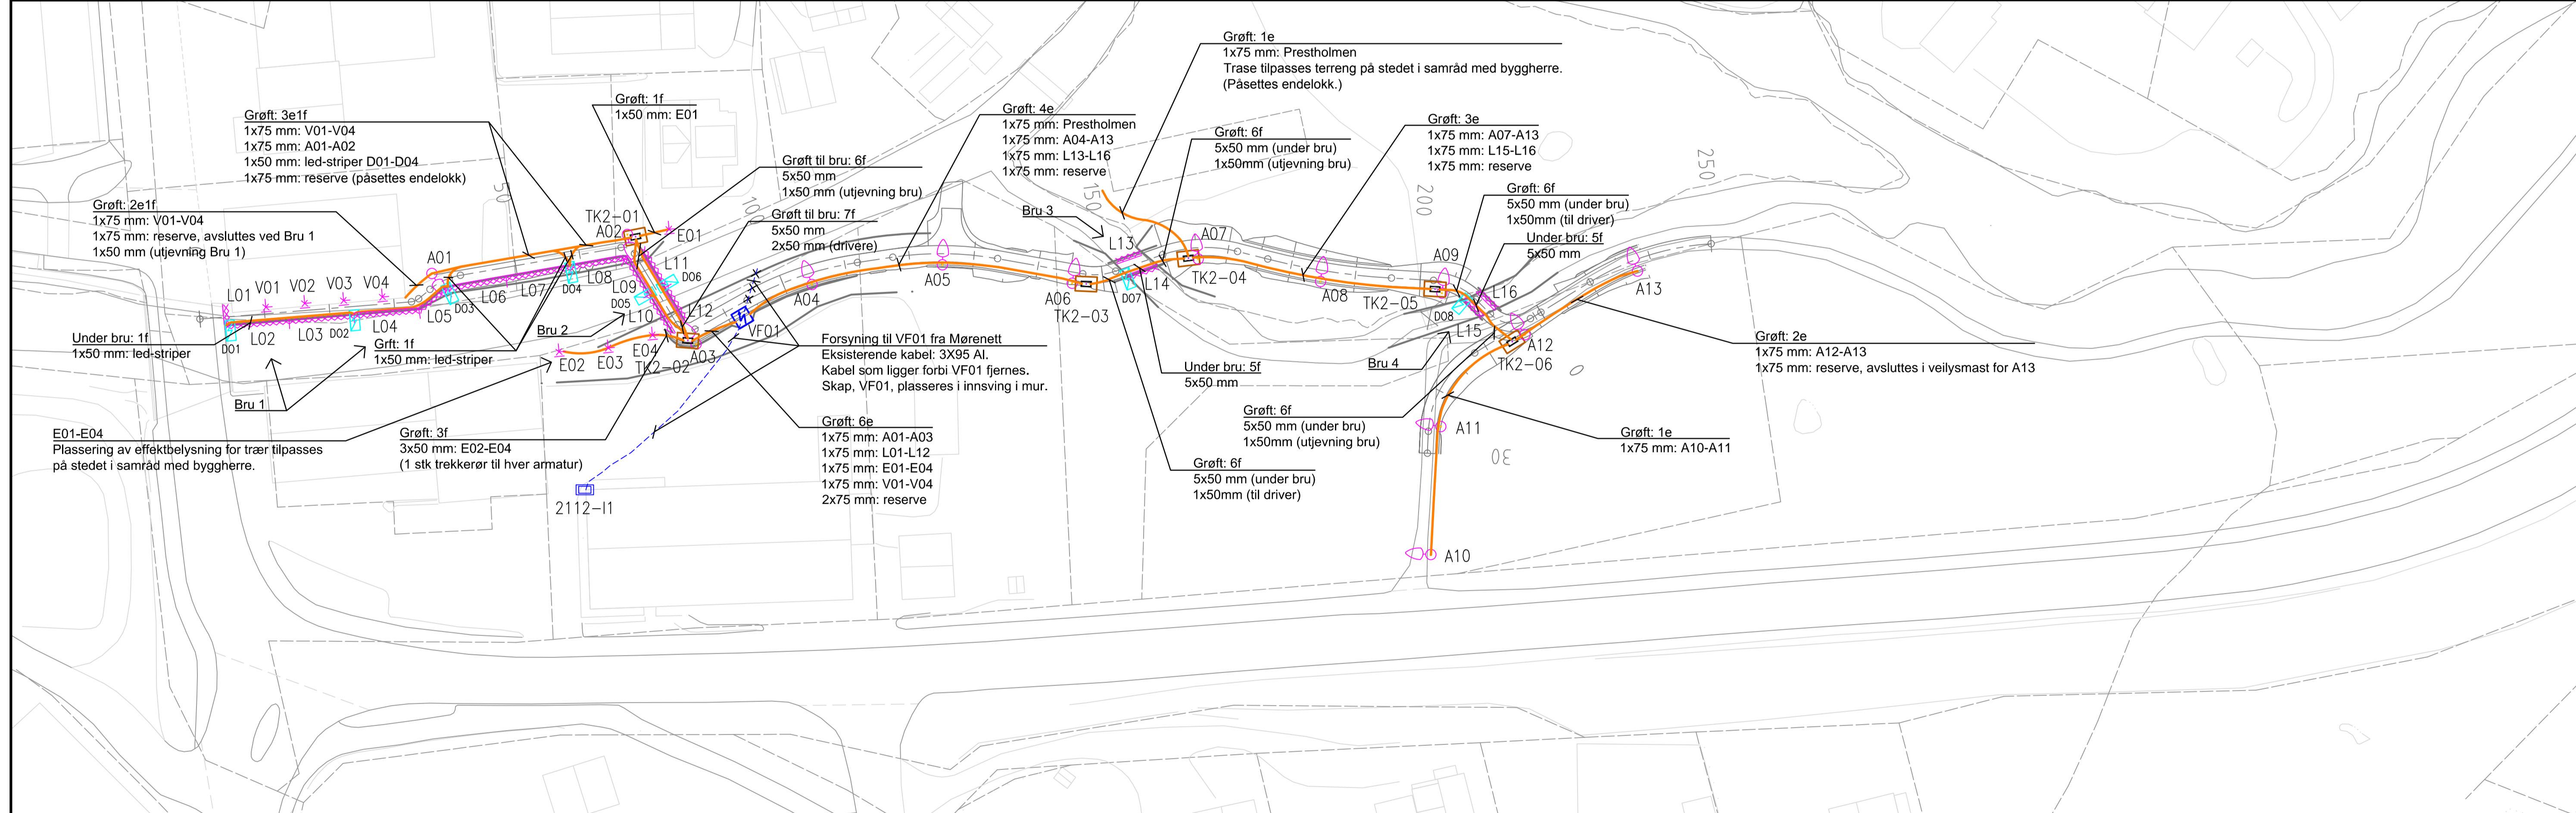 Grøft: 1e
1x75 mm: Prestholmen
Trase tilpasses terreng på stedet i samråd med byggherre.
(Påsettes endelokk.)
Grøft: 1f
1x50 mm: E01
Grøft: 3e1f
1x75 mm: V01-V04
1x75 mm: A01-A02
1x50 mm: led-striper D01-D04
1x75 mm: reserve (påsettes endelokk)
Grøft: 4e
1x75 mm: Prestholmen
1x75 mm: A04-A13
1x75 mm: L13-L16
1x75 mm: reserve
Grøft: 6f
5x50 mm (under bru)
1x50mm (utjevning bru)
Grøft: 3e
1x75 mm: A07-A13
1x75 mm: L15-L16
1x75 mm: reserve
Grøft til bru: 6f
5x50 mm
1x50 mm (utjevning bru)
Grøft: 6f
5x50 mm (under bru)
1x50mm (til driver)
Grøft: 2e1f
1x75 mm: V01-V04
1x75 mm: reserve, avsluttes ved Bru 1
1x50 mm (utjevning Bru 1)
Grøft til bru: 7f
5x50 mm
2x50 mm (drivere)
Under bru: 5f
5x50 mm
50
100
150
200
250
30
0
Bru 3
TK2-01
A02
E01
A01
L01
V01
V02
V03
V04
L02
L03
L04
L05
L06
L07
L08
L09
L10
L11
L12
D01
D02
D03
D04
D05
D06
A03
TK2-02
VF01
A04
A05
A06
TK2-03
L13
L14
D07
A07
TK2-04
A08
A09
TK2-05
D08
L15
L16
A12
TK2-06
A13
A11
A10
E02
E03
E04
Under bru: 1f
1x50 mm: led-striper
Grft: 1f
1x50 mm: led-striper
Bru 2
Bru 1
Forsyning til VF01 fra Mørenett
Eksisterende kabel: 3X95 Al.
Kabel som ligger forbi VF01 fjernes.
Skap, VF01, plasseres i innsving i mur.
Under bru: 5f
5x50 mm
Bru 4
Grøft: 2e
1x75 mm: A12-A13
1x75 mm: reserve, avsluttes i veilysmast for A13
E01-E04
Plassering av effektbelysning for trær tilpasses
på stedet i samråd med byggherre.
Grøft: 3f
3x50 mm: E02-E04
(1 stk trekkerør til hver armatur)
Grøft: 6e
1x75 mm: A01-A03
1x75 mm: L01-L12
1x75 mm: E01-E04
1x75 mm: V01-V04
2x75 mm: reserve
Grøft: 6f
5x50 mm (under bru)
1x50mm (utjevning bru)
Grøft: 1e
1x75 mm: A10-A11
Grøft: 6f
5x50 mm (under bru)
1x50mm (til driver)
2112-I1